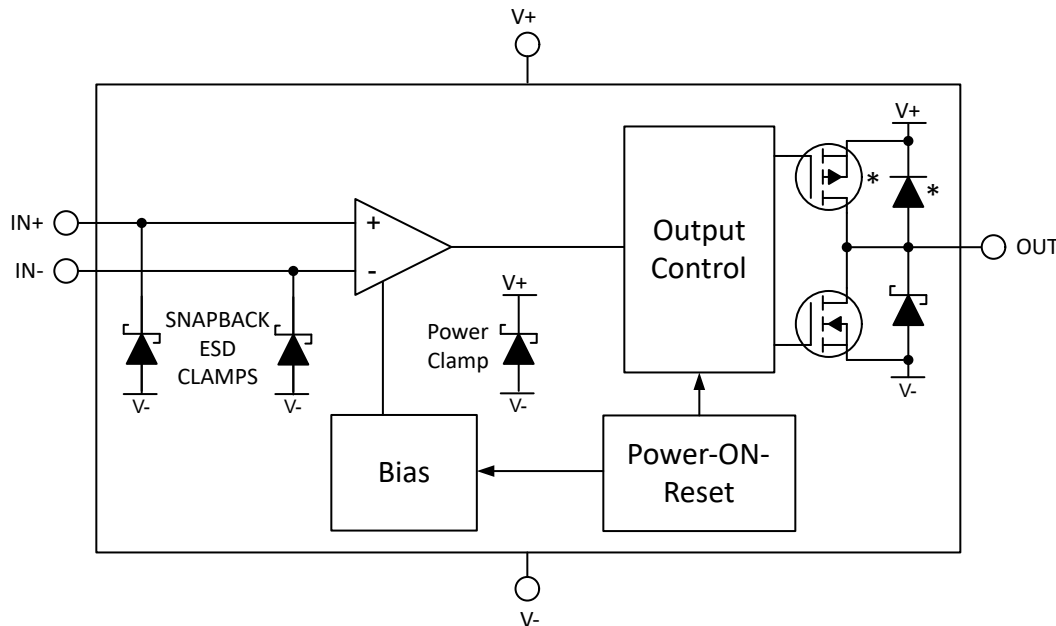 V+
V+
*
*
IN+
+
Output
Control
OUT
IN-
-
V+
SNAPBACK
ESD
CLAMPS
Power
Clamp
V-
V-
V-
V-
Bias
Power-ON-
Reset
V-